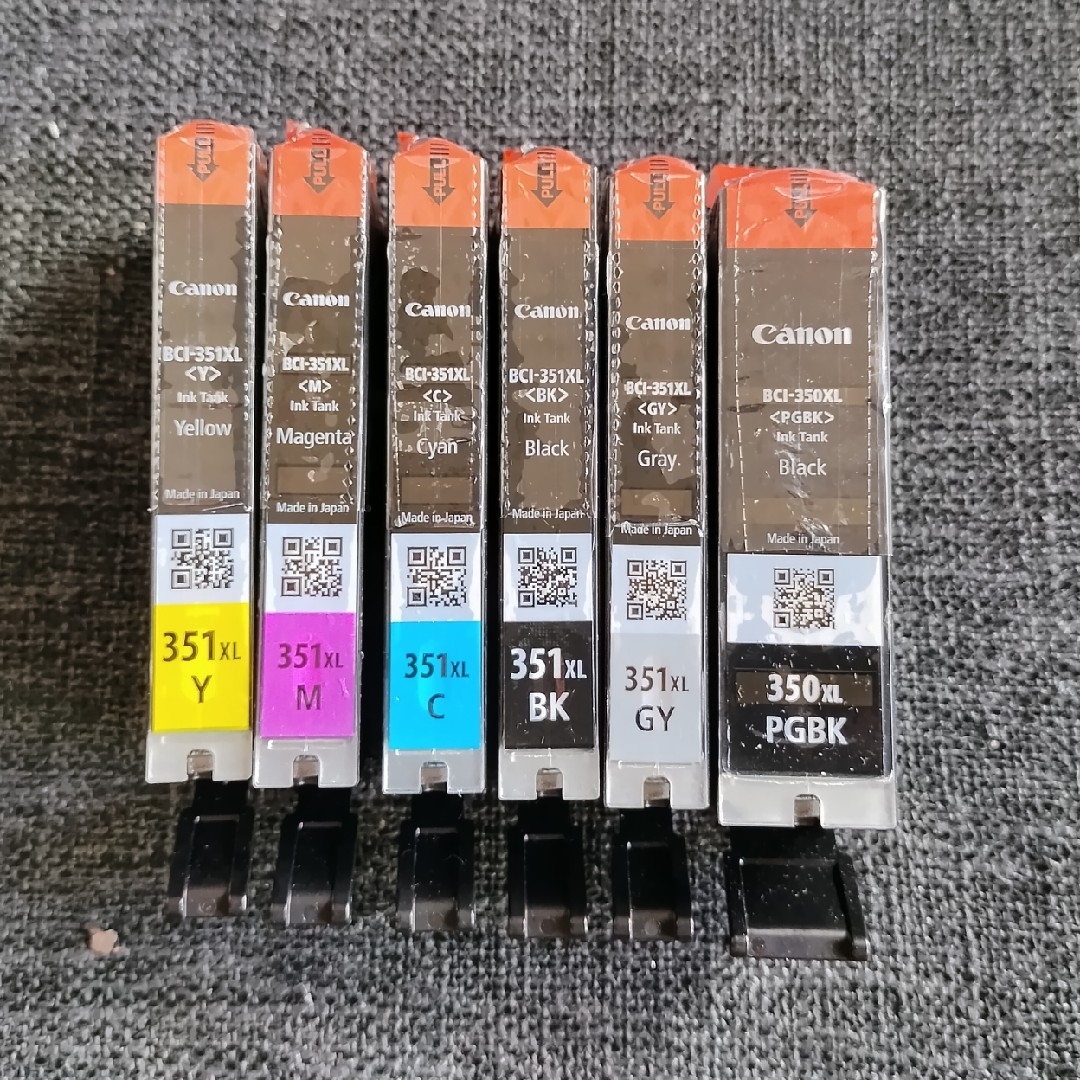 PULL
Canon
BCI-351XL
<Y>
Ink Tank
Yellow
Made in Japan
351XL
Y
PULL
Canon
BCI-351XL
<M>
Ink Tank
Magenta
Made in Japan
351XL
M
PULL
Canon
BCI-351XL
<C>
Ink Tank
Cyan
Made in Japan
351XL
C
PULL
Canon
BCI-351XL
<BK>
Ink Tank
Black
Made in Japan
351XL
BK
PULL
Canon
BCI-351XL
<GY>
Ink Tank
Gray
Made in Japan
351XL
GY
PULL
Canon
BCI-350XL
<PGBK>
Ink Tank
Black
Made in Japan
350XL
PGBK